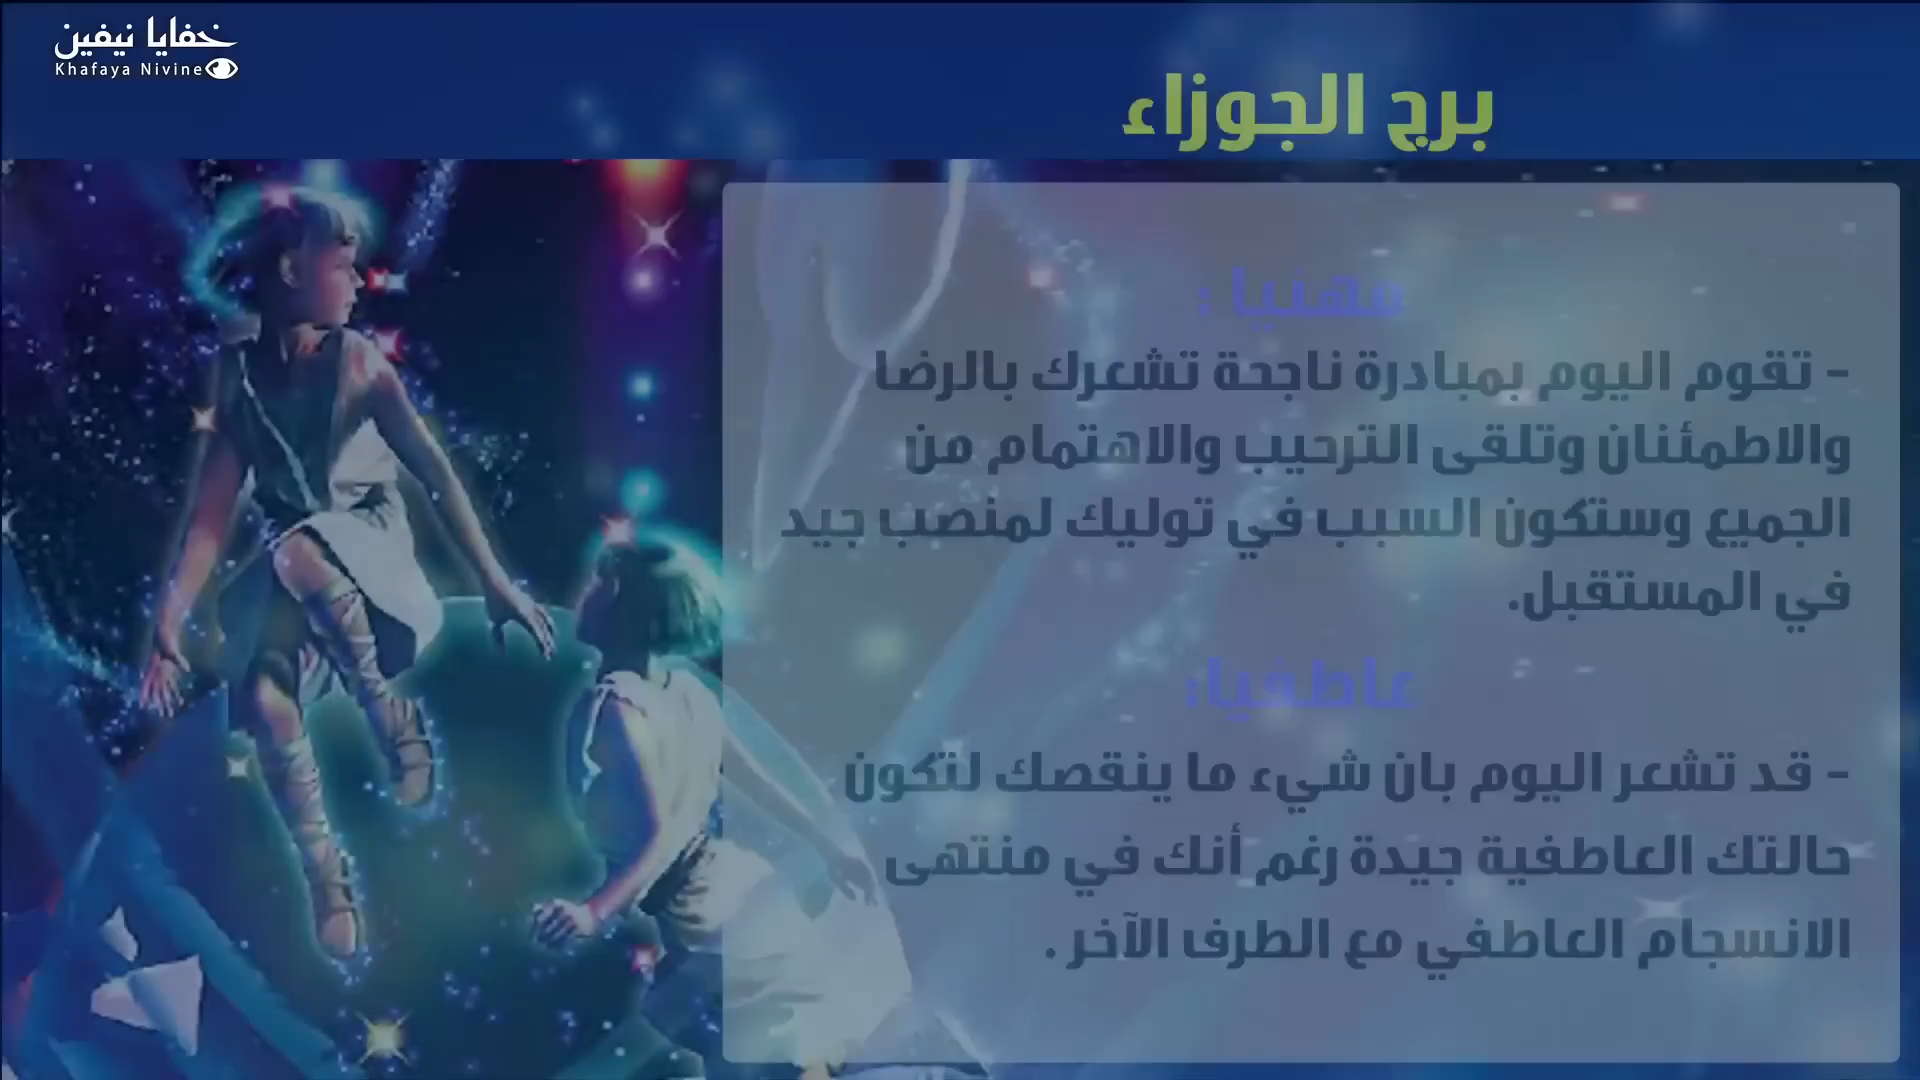 خفايا نيفين
Khafaya Nivine
برج الجوزاء
مهنيا :
- تقوم اليوم بمبادرة ناجحة تشعرك بالرضا
والاطمئنان وتلقى الترحيب والاهتمام من
الجميع وستكون السبب في توليك لمنصب جيد
في المستقبل.
عاطفيا:
- قد تشعر اليوم بان شيء ما ينقصك لتكون
حالتك العاطفية جيدة رغم أنك في منتهى
الانسجام العاطفي مع الطرف الآخر .